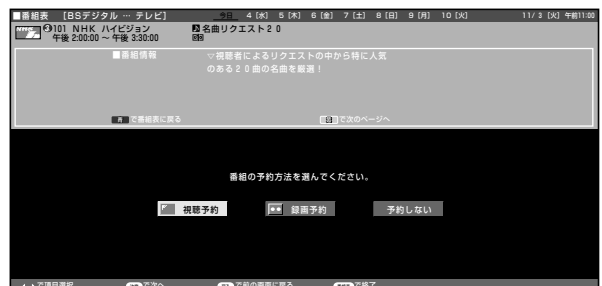 ■番組表 [BSデジタル … テレビ] 今日 4[水] 5[木] 6[金] 7[土] 8[日] 9[月] 10[火] 11/ 3 [火] 午前11:00
101 NHK ハイビジョン 名曲リクエスト20
午後 2:00:00 ~ 午後 3:30:00
■番組情報 ▽視聴者によるリクエストの中から特に人気
のある20曲の名曲を厳選!
青 で番組表に戻る で次のページへ
番組の予約方法を選んでください。
視聴予約 録画予約 予約しない
で項目選択 で次へ で前の画面に戻る で終了